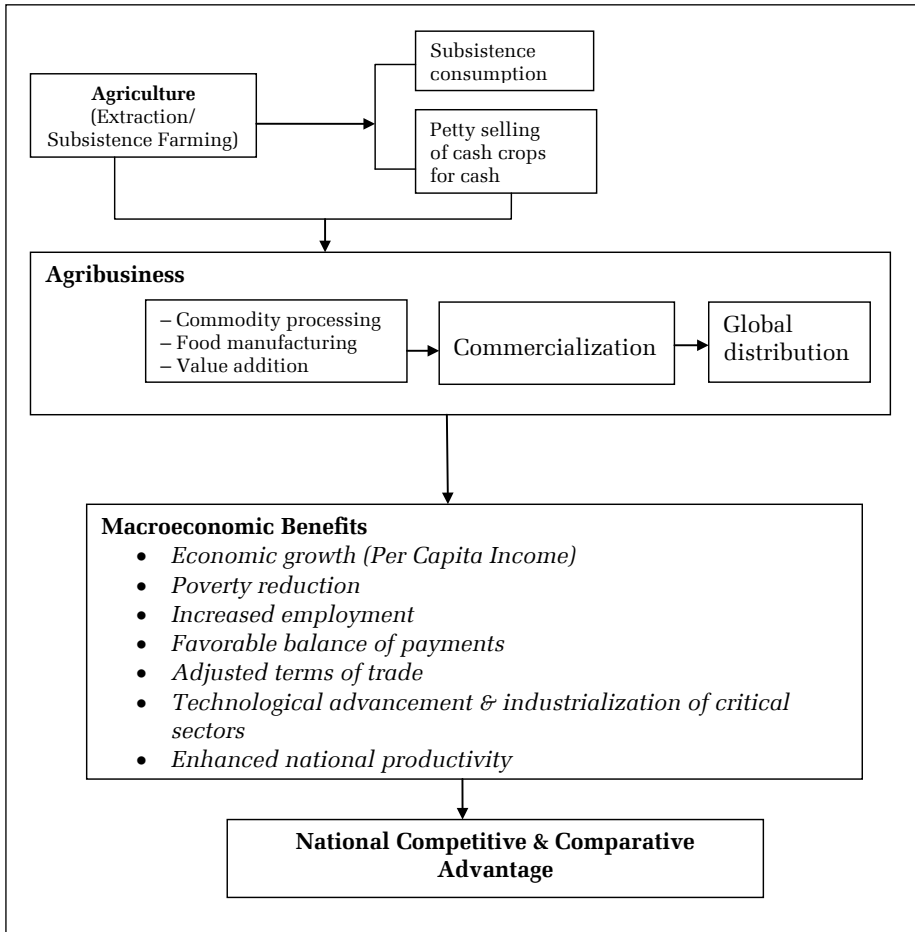 Subsistence
consumption
Agriculture
(Extraction/
Subsistence Farming)
Petty selling
of cash crops
for cash
Agribusiness
– Commodity processing
– Food manufacturing
– Value addition
Commercialization
Global
distribution
Macroeconomic Benefits
• Economic growth (Per Capita Income)
• Poverty reduction
• Increased employment
• Favorable balance of payments
• Adjusted terms of trade
• Technological advancement & industrialization of critical
sectors
• Enhanced national productivity
National Competitive & Comparative
Advantage